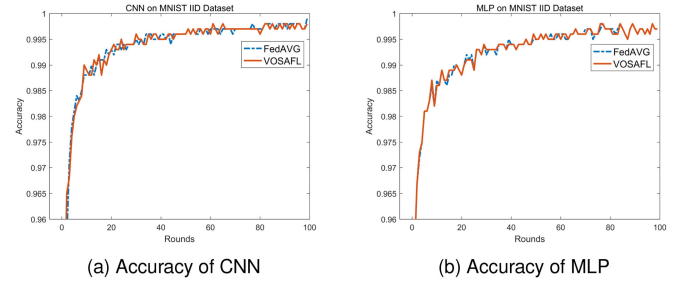 CNN on MNIST IID Dataset
1
0.995
0.99
0.985
0.98
0.975
0.97
0.965
0.96
Accuracy
0 20 40 60 80 100
Rounds
FedAVG
VOSAFL
(a) Accuracy of CNN
MLP on MNIST IID Dataset
1
0.995
0.99
0.985
0.98
0.975
0.97
0.965
0.96
Accuracy
0 20 40 60 80 100
Rounds
FedAVG
VOSAFL
(b) Accuracy of MLP